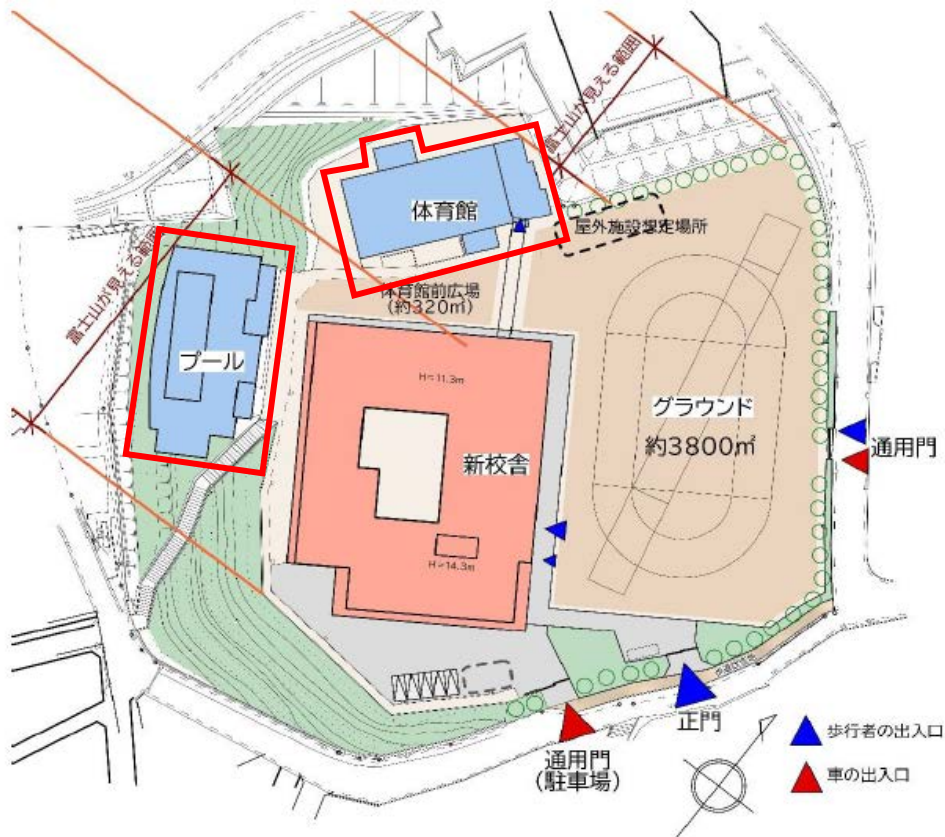 富士山が見える範囲
体育館
屋外施設想定場所
富士山が見える範囲
体育館前広場
(約320㎡)
プール
H=11.3m
グラウンド
約3800㎡
新校舎
通用門
H=14.3m
正門
通用門
(駐車場)
歩行者の出入口
車の出入口